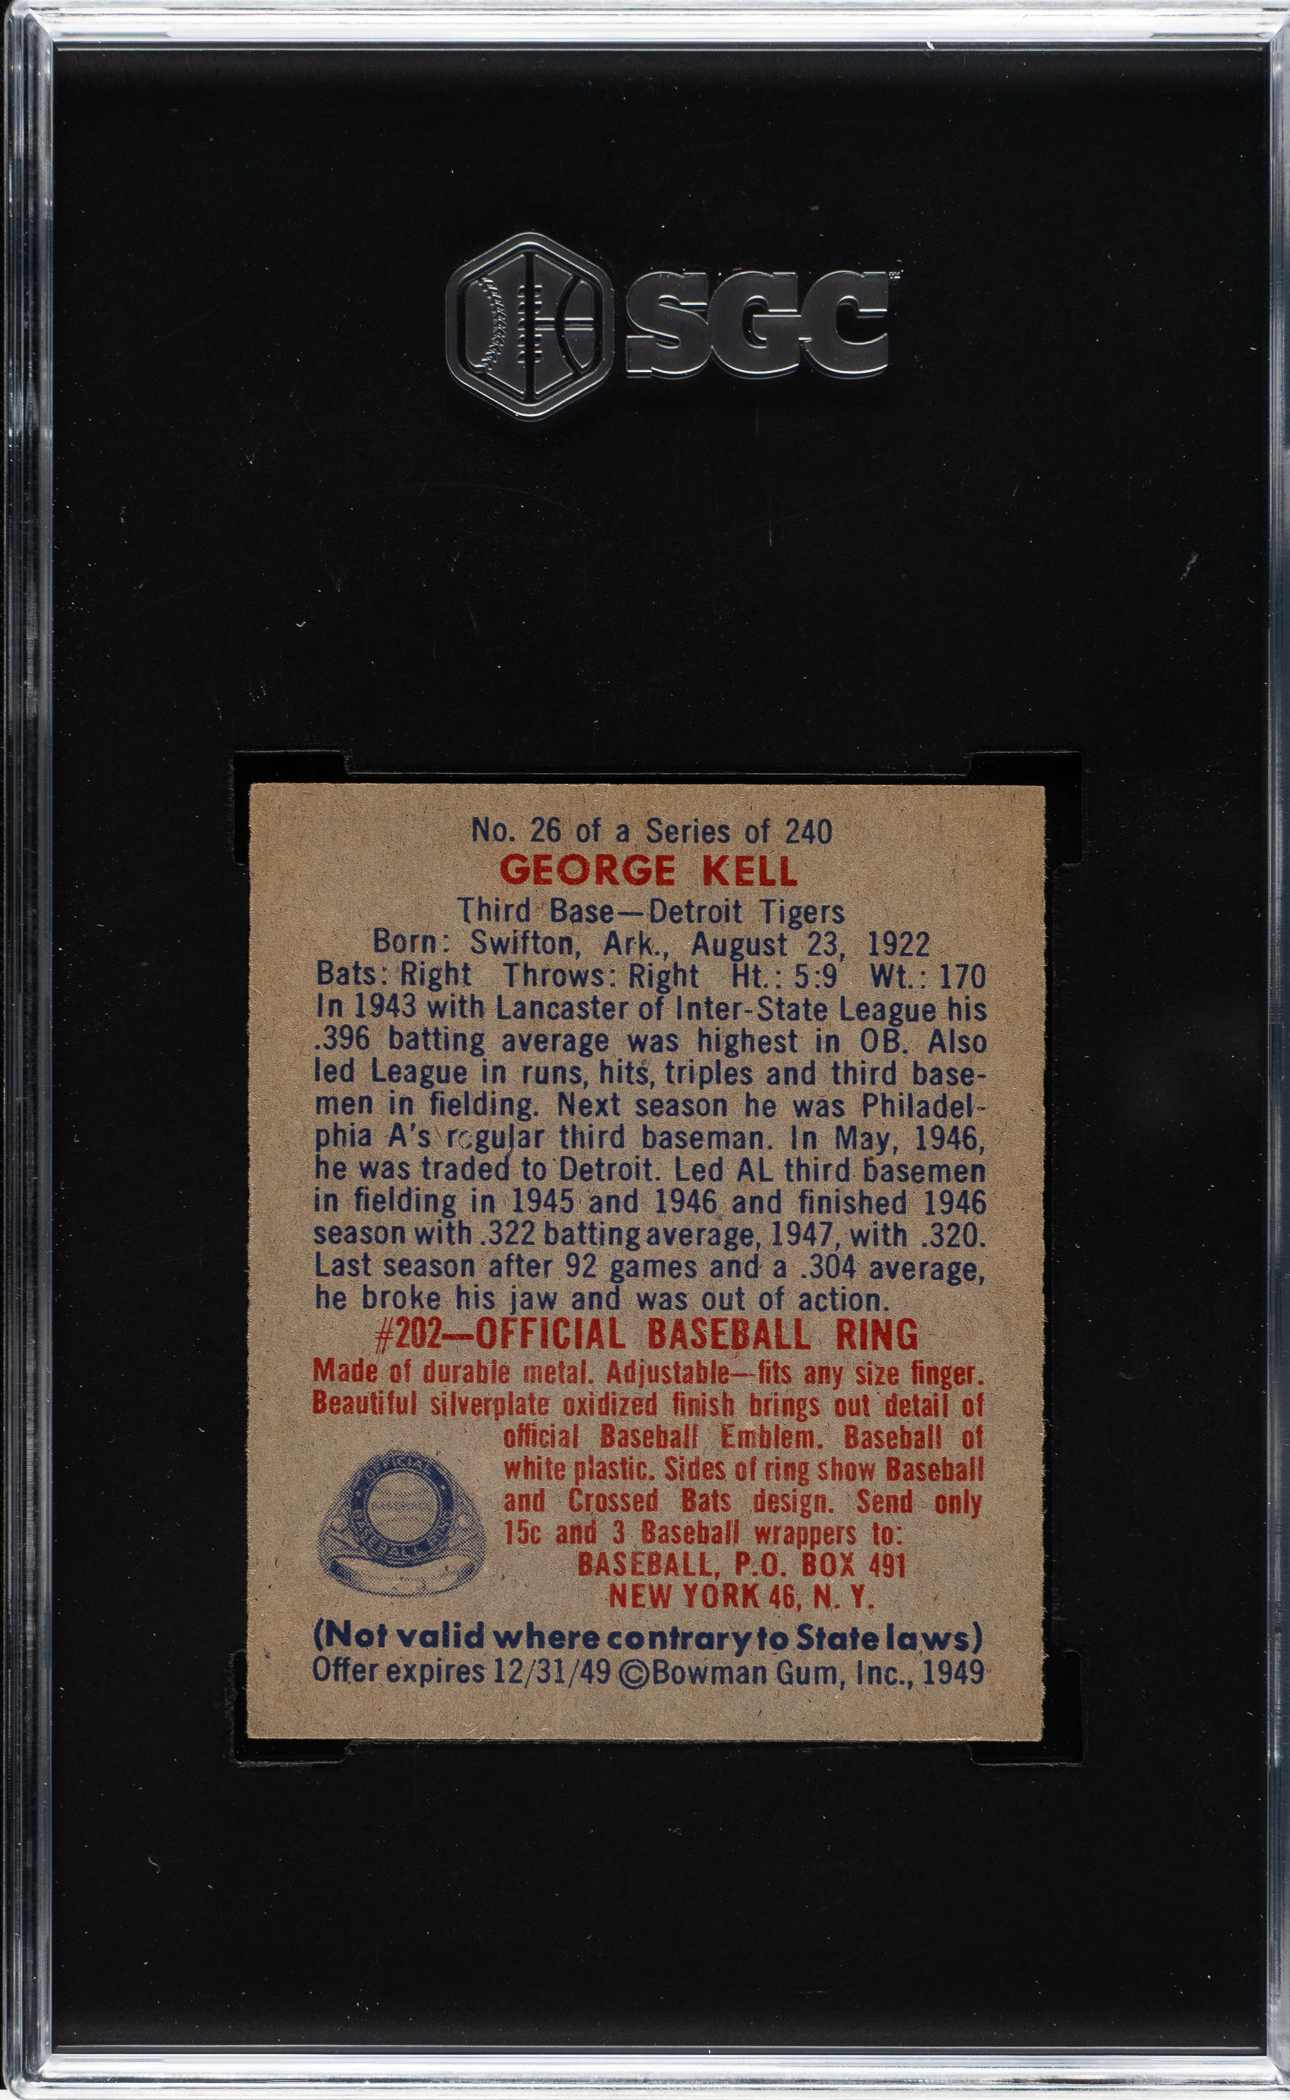 SGC
No. 26 of a Series of 240
GEORGE KELL
Third Base—Detroit Tigers
Born: Swifton, Ark., August 23, 1922
Bats: Right Throws: Right Ht.: 5:9 Wt.: 170
In 1943 with Lancaster of Inter-State League his
.396 batting average was highest in OB. Also
led League in runs, hits, triples and third base-
men in fielding. Next season he was Philadel-
phia A's regular third baseman. In May, 1946,
he was traded to Detroit. Led AL third basemen
in fielding in 1945 and 1946 and finished 1946
season with .322 batting average, 1947, with .320.
Last season after 92 games and a .304 average,
he broke his jaw and was out of action.
#202—OFFICIAL BASEBALL RING
Made of durable metal. Adjustable—fits any size finger.
Beautiful silverplate oxidized finish brings out detail of
official Baseball Emblem. Baseball of
white plastic. Sides of ring show Baseball
and Crossed Bats design. Send only
15c and 3 Baseball wrappers to:
BASEBALL, P.O. BOX 491
NEW YORK 46, N. Y.
OFFICIAL
BASEBALL RING
(Not valid where contrary to State laws)
Offer expires 12/31/49 ©Bowman Gum, Inc., 1949